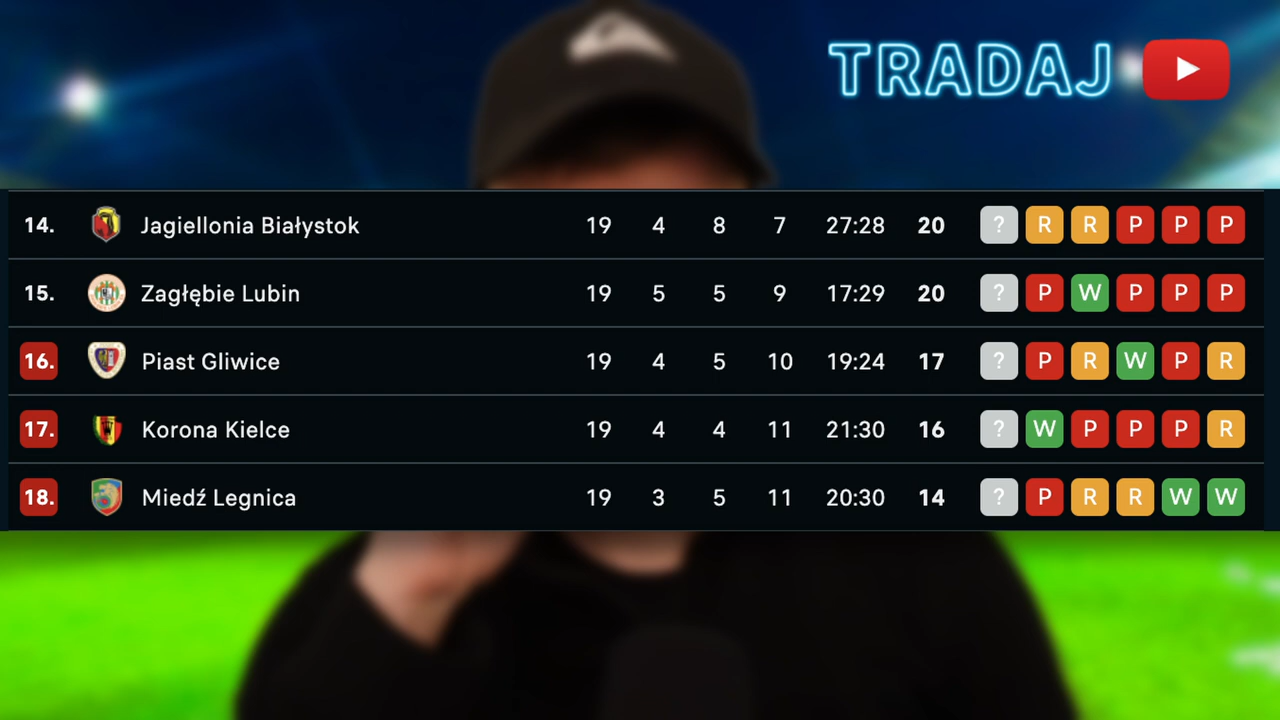 TRADAJ
14. Jagiellonia Białystok 19 4 8 7 27:28 20 ? R R P P P
15. Zagłębie Lubin 19 5 5 9 17:29 20 ? P W P P P
16. Piast Gliwice 19 4 5 10 19:24 17 ? P R W P R
17. Korona Kielce 19 4 4 11 21:30 16 ? W P P P R
18. Miedź Legnica 19 3 5 11 20:30 14 ? P R R W W